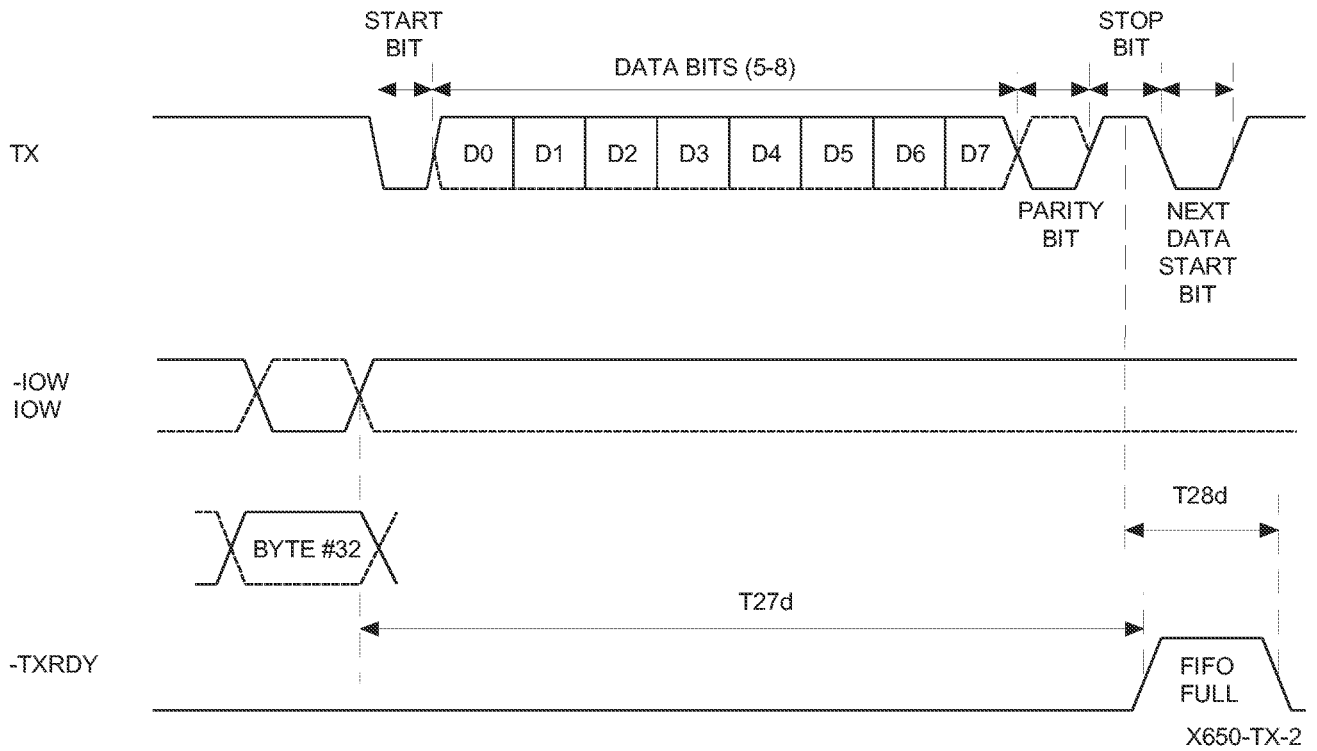 START
BIT
STOP
BIT
DATA BITS (5-8)
TX
D0 D1 D2 D3 D4 D5 D6 D7
PARITY
BIT
NEXT
DATA
START
BIT
-IOW
IOW
T28d
BYTE #32
T27d
-TXRDY
FIFO
FULL
X650-TX-2